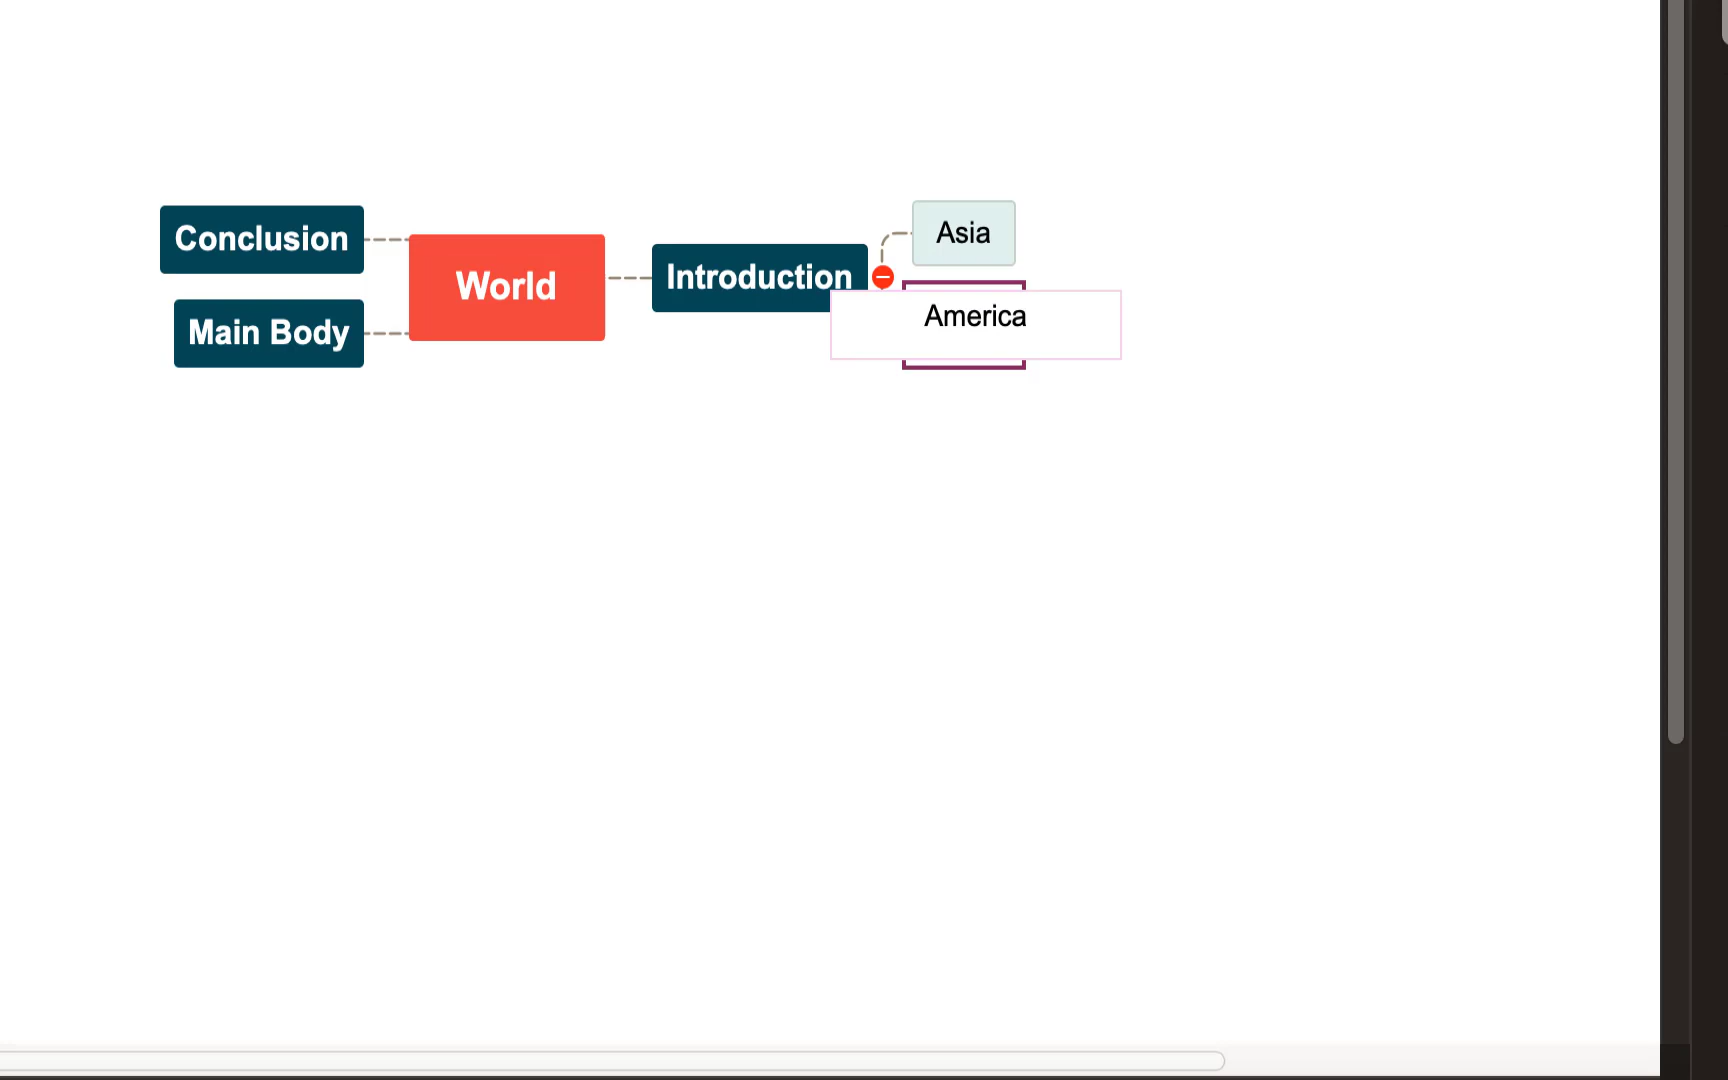 Conclusion
Main Body
World
Introduction
Asia
America